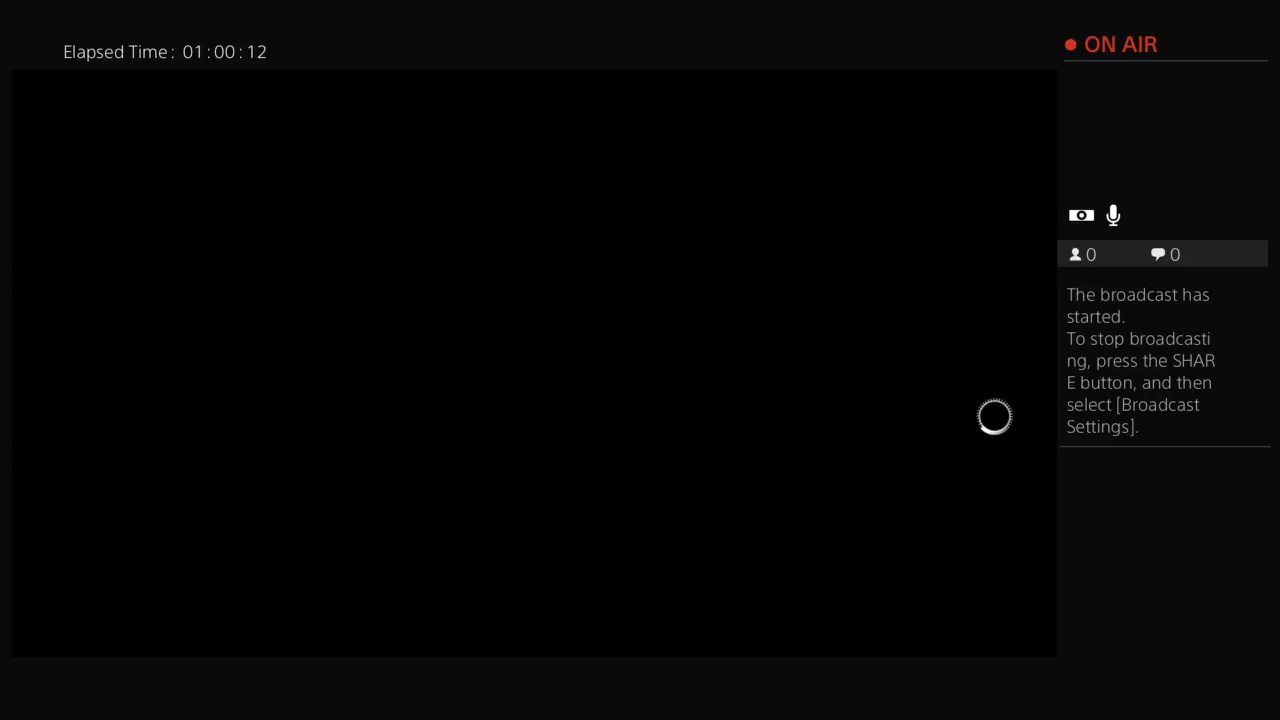 Elapsed Time: 01:00:12
ON AIR
0 0
The broadcast has
started.
To stop broadcasti
ng, press the SHAR
E button, and then
select [Broadcast
Settings].